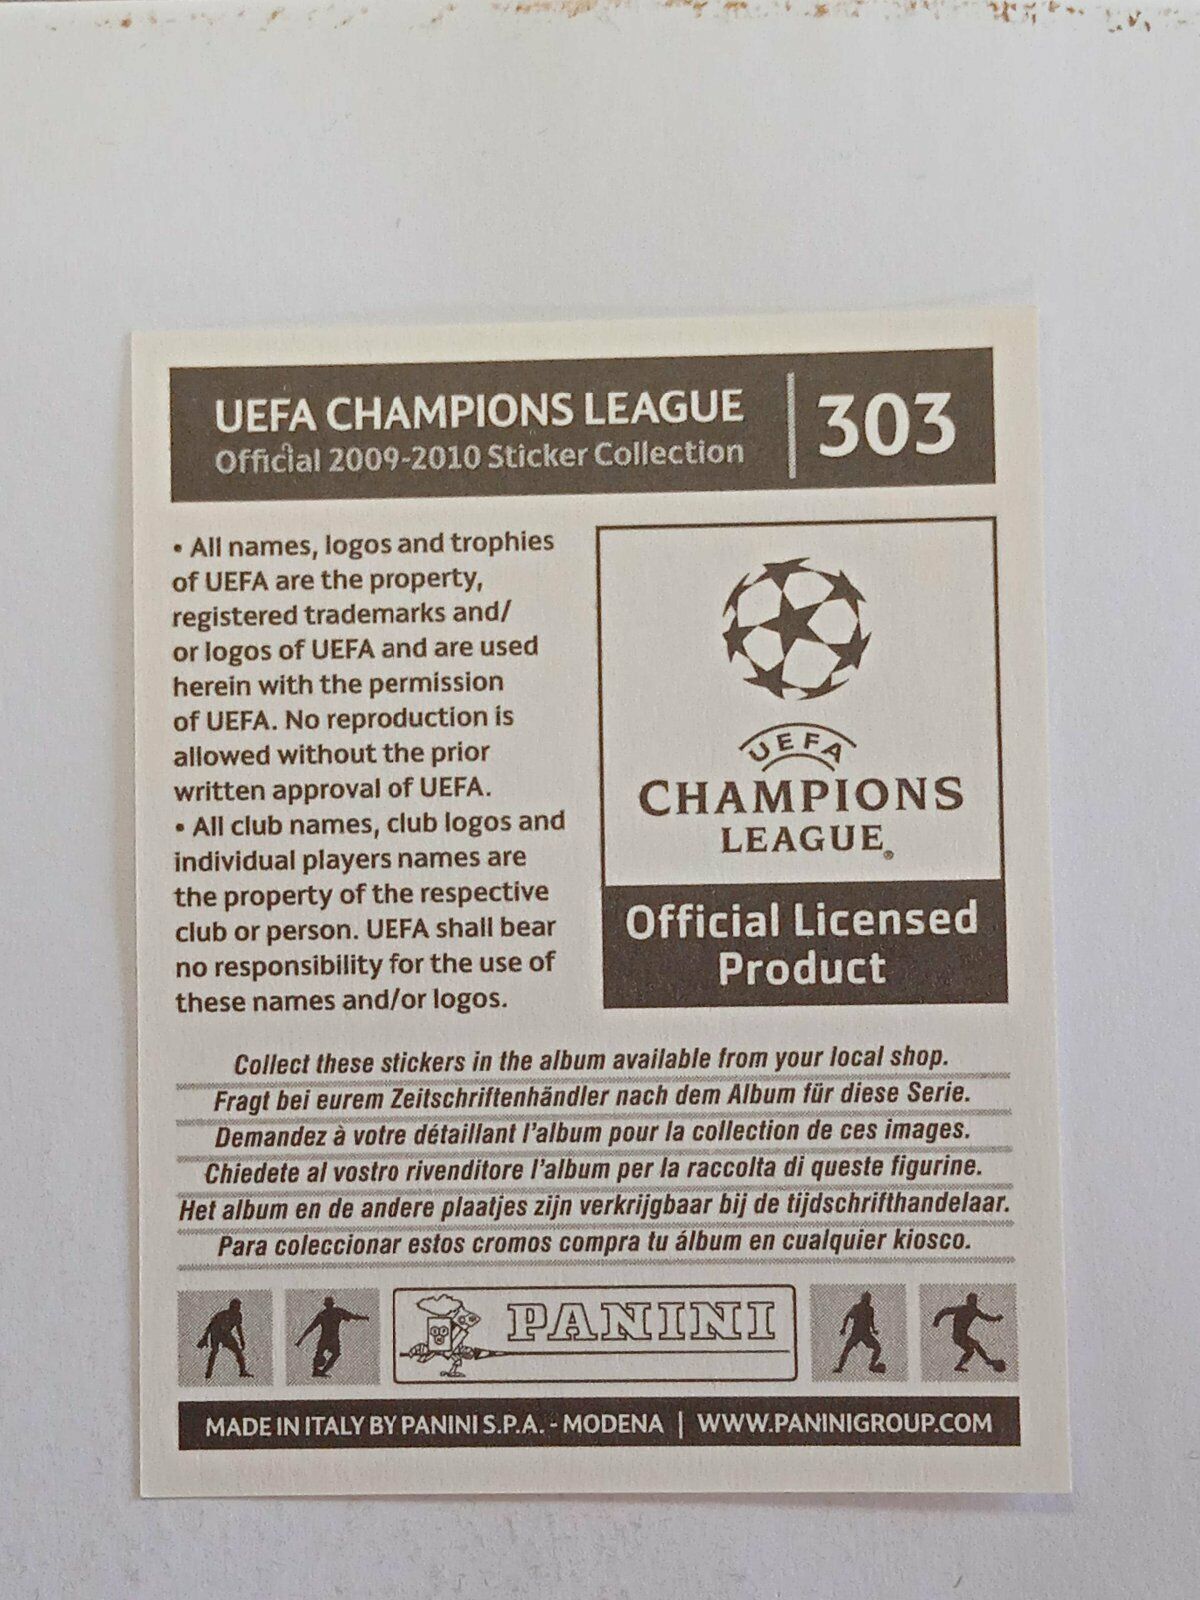 UEFA CHAMPIONS LEAGUE
Official 2009-2010 Sticker Collection
303
• All names, logos and trophies
of UEFA are the property,
registered trademarks and/
or logos of UEFA and are used
herein with the permission
of UEFA. No reproduction is
allowed without the prior
written approval of UEFA.
• All club names, club logos and
individual players names are
the property of the respective
club or person. UEFA shall bear
no responsibility for the use of
these names and/or logos.
UEFA
CHAMPIONS
LEAGUE®
Official Licensed
Product
Collect these stickers in the album available from your local shop.
Fragt bei eurem Zeitschriftenhändler nach dem Album für diese Serie.
Demandez à votre détaillant l'album pour la collection de ces images.
Chiedete al vostro rivenditore l'album per la raccolta di queste figurine.
Het album en de andere plaatjes zijn verkrijgbaar bij de tijdschrifthandelaar.
Para coleccionar estos cromos compra tu álbum en cualquier kiosco.
PANINI
MADE IN ITALY BY PANINI S.P.A. - MODENA | WWW.PANINIGROUP.COM